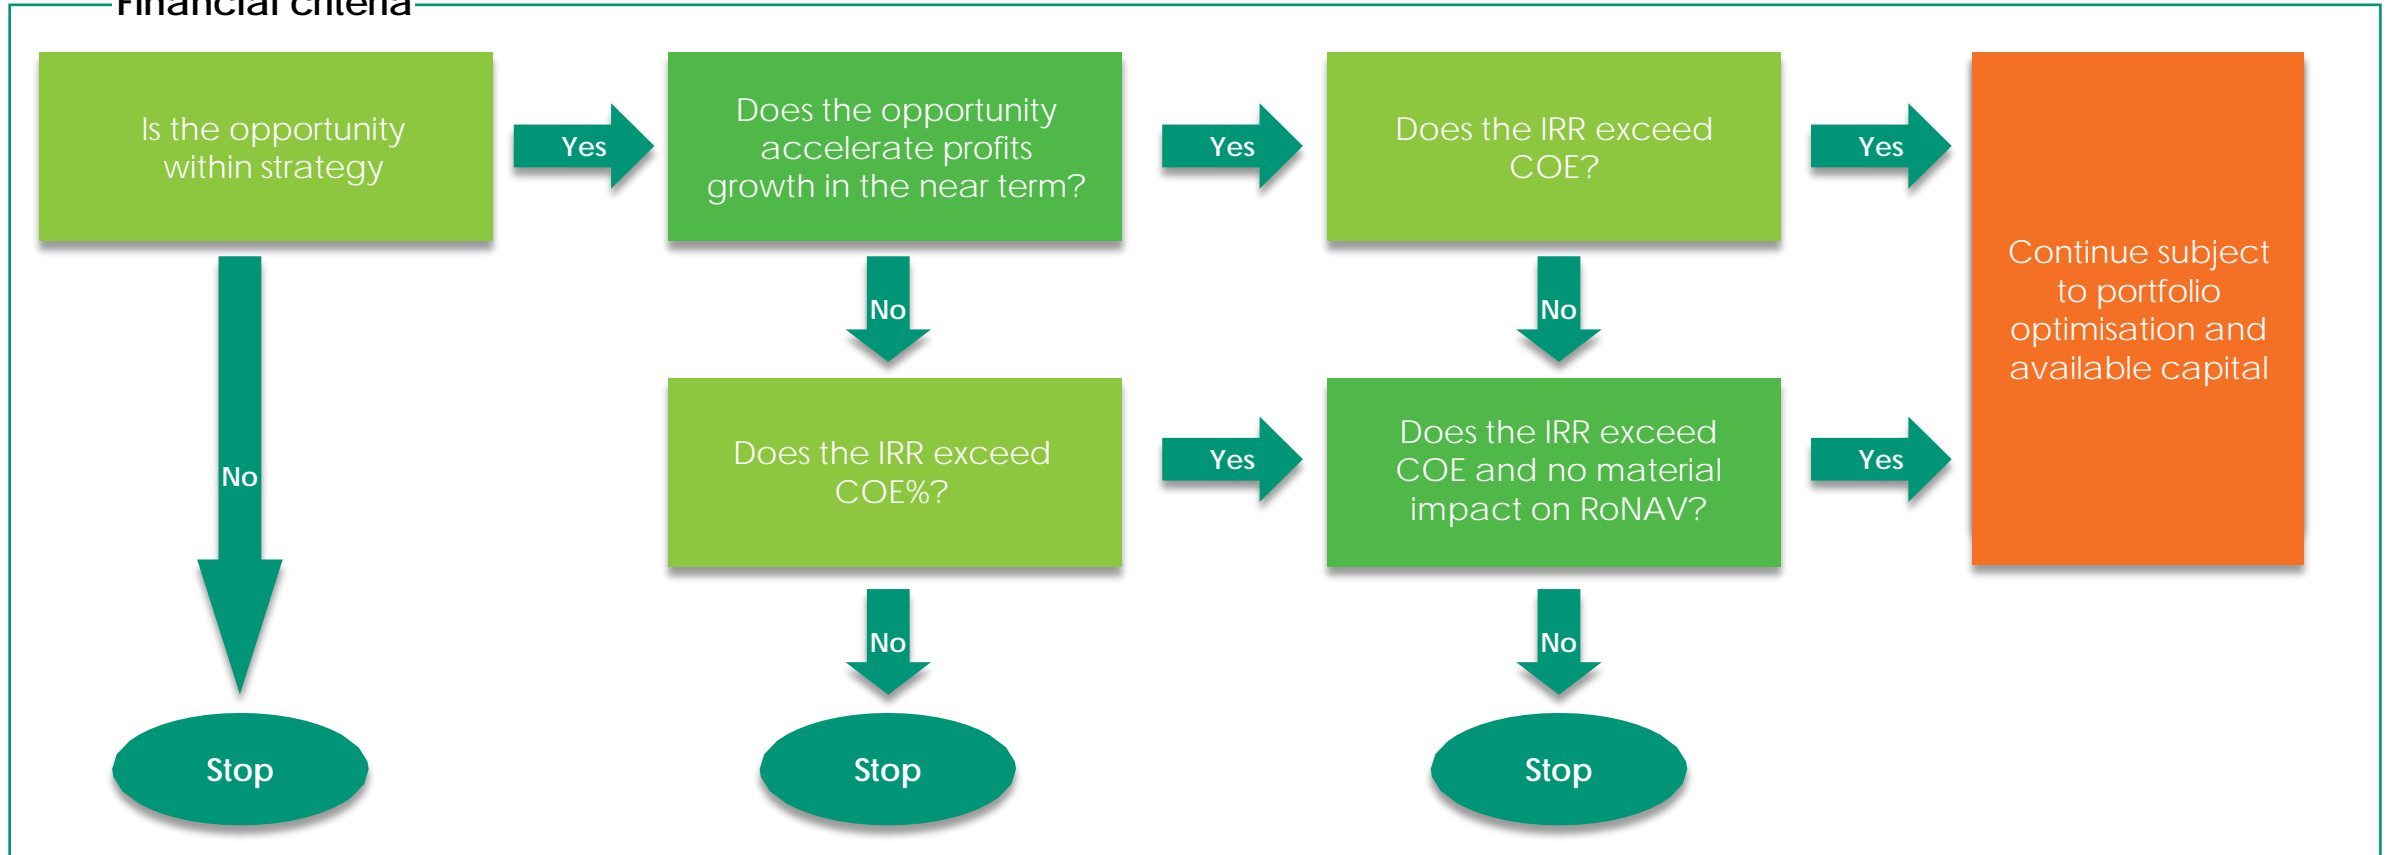 Financial criteria
Is the opportunity
within strategy
Yes
Does the opportunity
accelerate profits
growth in the near term?
Yes
Does the IRR exceed
COE?
Yes
Continue subject
to portfolio
optimisation and
available capital
No
No
No
Does the IRR exceed
COE%?
Yes
Does the IRR exceed
COE and no material
impact on RoNAV?
Yes
No
No
Stop
Stop
Stop